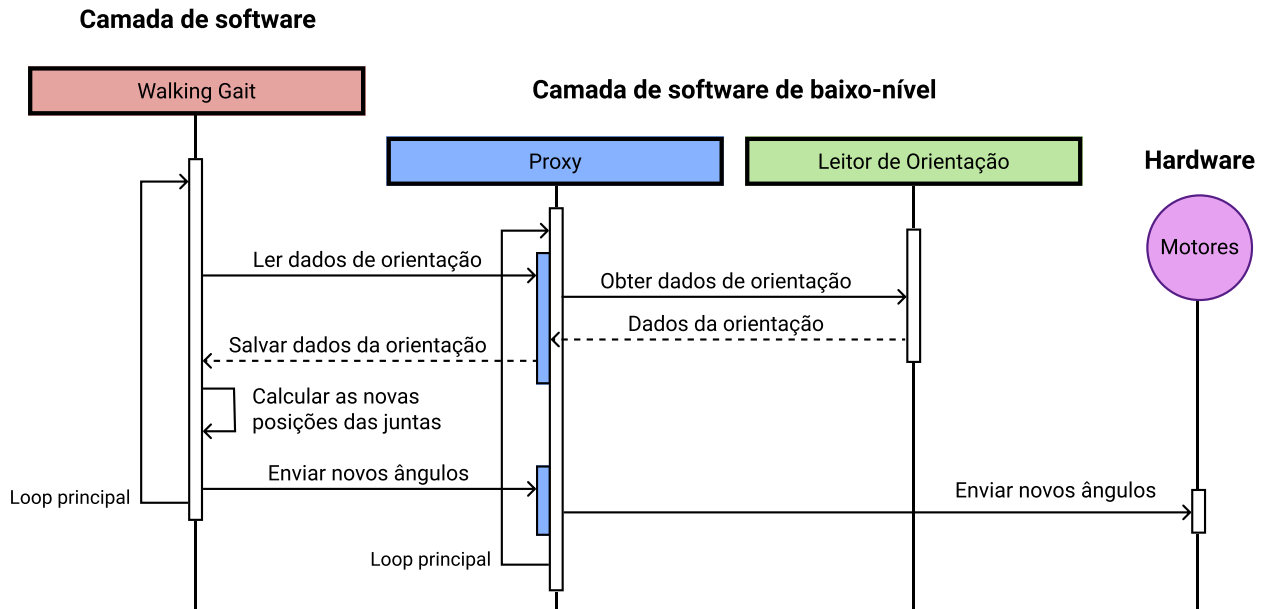 Camada de software
Walking Gait
Camada de software de baixo-nível
Proxy
Leitor de Orientação
Hardware
Motores
Ler dados de orientação
Obter dados de orientação
Dados da orientação
Salvar dados da orientação
Calcular as novas
posições das juntas
Enviar novos ângulos
Enviar novos ângulos
Loop principal
Loop principal